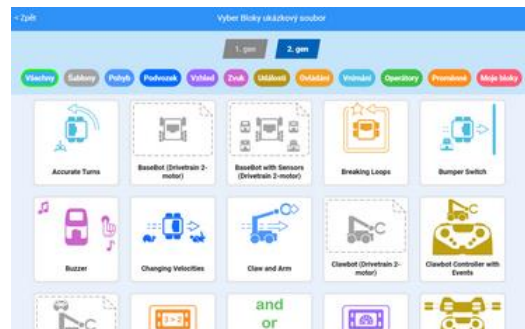 < Zpět
Vyber Bloky ukázkový soubor
1. gen
2. gen
Všechny
Šablony
Pohyb
Podvozek
Vzhled
Zvuk
Události
Ovládání
Vnímání
Operátory
Proměnné
Moje bloky
Accurate Turns
BaseBot (Drivetrain 2-
motor)
BaseBot with Sensors
(Drivetrain 2-motor)
Breaking Loops
Bumper Switch
Buzzer
Changing Velocities
Claw and Arm
Clawbot (Drivetrain 2-
motor)
Clawbot Controller with
Events
3 > 2
and
or